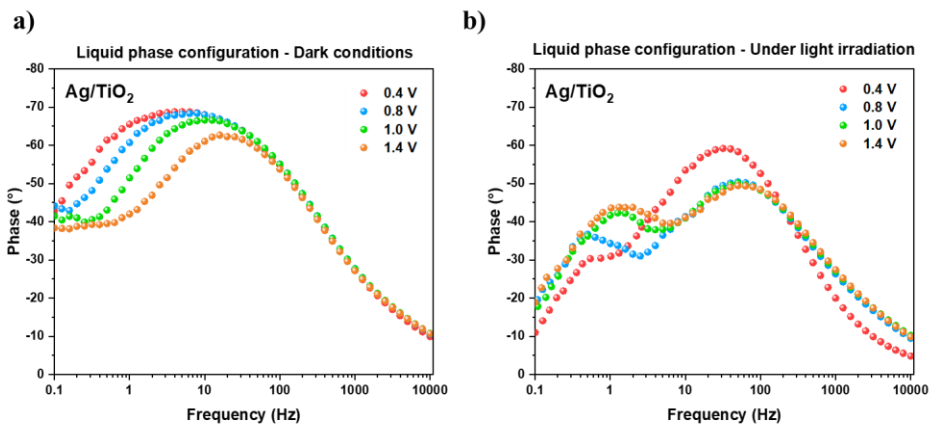 a)
Liquid phase configuration - Dark conditions
Ag/TiO₂
0.4 V
0.8 V
1.0 V
1.4 V
Phase (°)
-80
-70
-60
-50
-40
-30
-20
-10
0
0.1 1 10 100 1000 10000
Frequency (Hz)
b)
Liquid phase configuration - Under light irradiation
Ag/TiO₂
0.4 V
0.8 V
1.0 V
1.4 V
Phase (°)
-80
-70
-60
-50
-40
-30
-20
-10
0
0.1 1 10 100 1000 10000
Frequency (Hz)